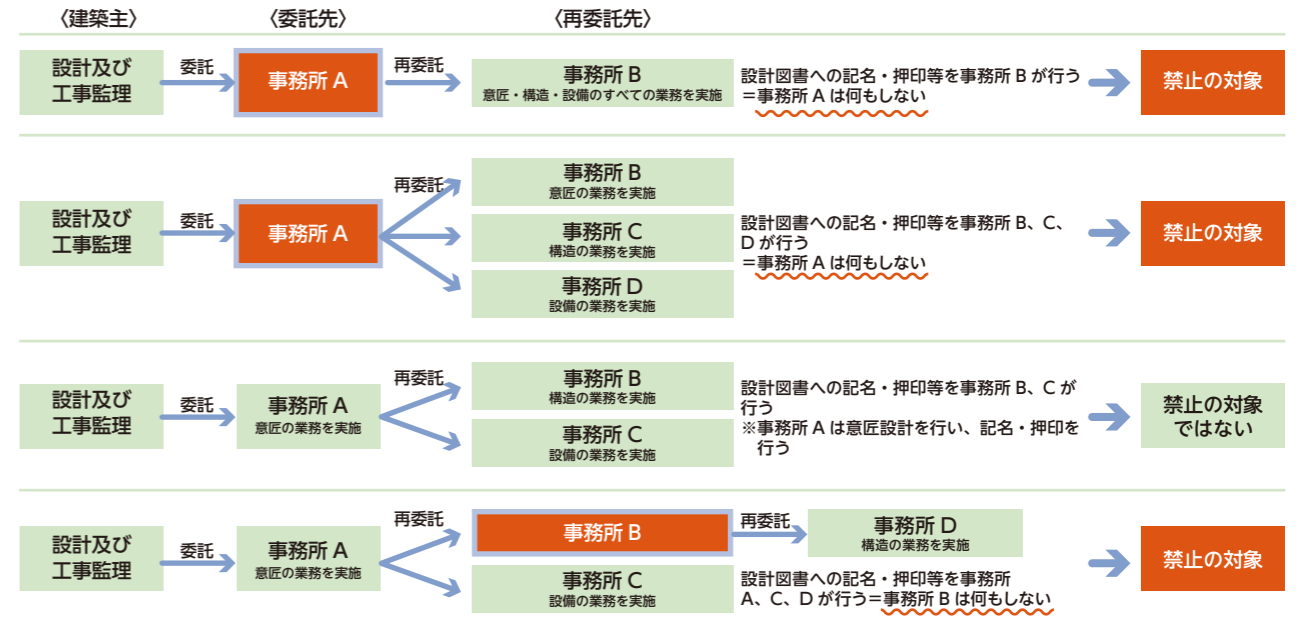 〈建築主〉
〈委託先〉
〈再委託先〉
設計及び
工事監理
委託
事務所 A
再委託
事務所 B
意匠・構造・設備のすべての業務を実施
設計図書への記名・押印等を事務所 B が行う
＝事務所 A は何もしない
禁止の対象
設計及び
工事監理
委託
事務所 A
再委託
事務所 B
意匠の業務を実施
事務所 C
構造の業務を実施
事務所 D
設備の業務を実施
設計図書への記名・押印等を事務所 B、C、
D が行う
＝事務所 A は何もしない
禁止の対象
設計及び
工事監理
委託
事務所 A
意匠の業務を実施
再委託
事務所 B
構造の業務を実施
事務所 C
設備の業務を実施
設計図書への記名・押印等を事務所 B、C が
行う
※事務所 A は意匠設計を行い、記名・押印を
行う
禁止の対象
ではない
設計及び
工事監理
委託
事務所 A
意匠の業務を実施
再委託
事務所 B
再委託
事務所 D
構造の業務を実施
事務所 C
設備の業務を実施
設計図書への記名・押印等を事務所
A、C、D が行う＝事務所 B は何もしない
禁止の対象